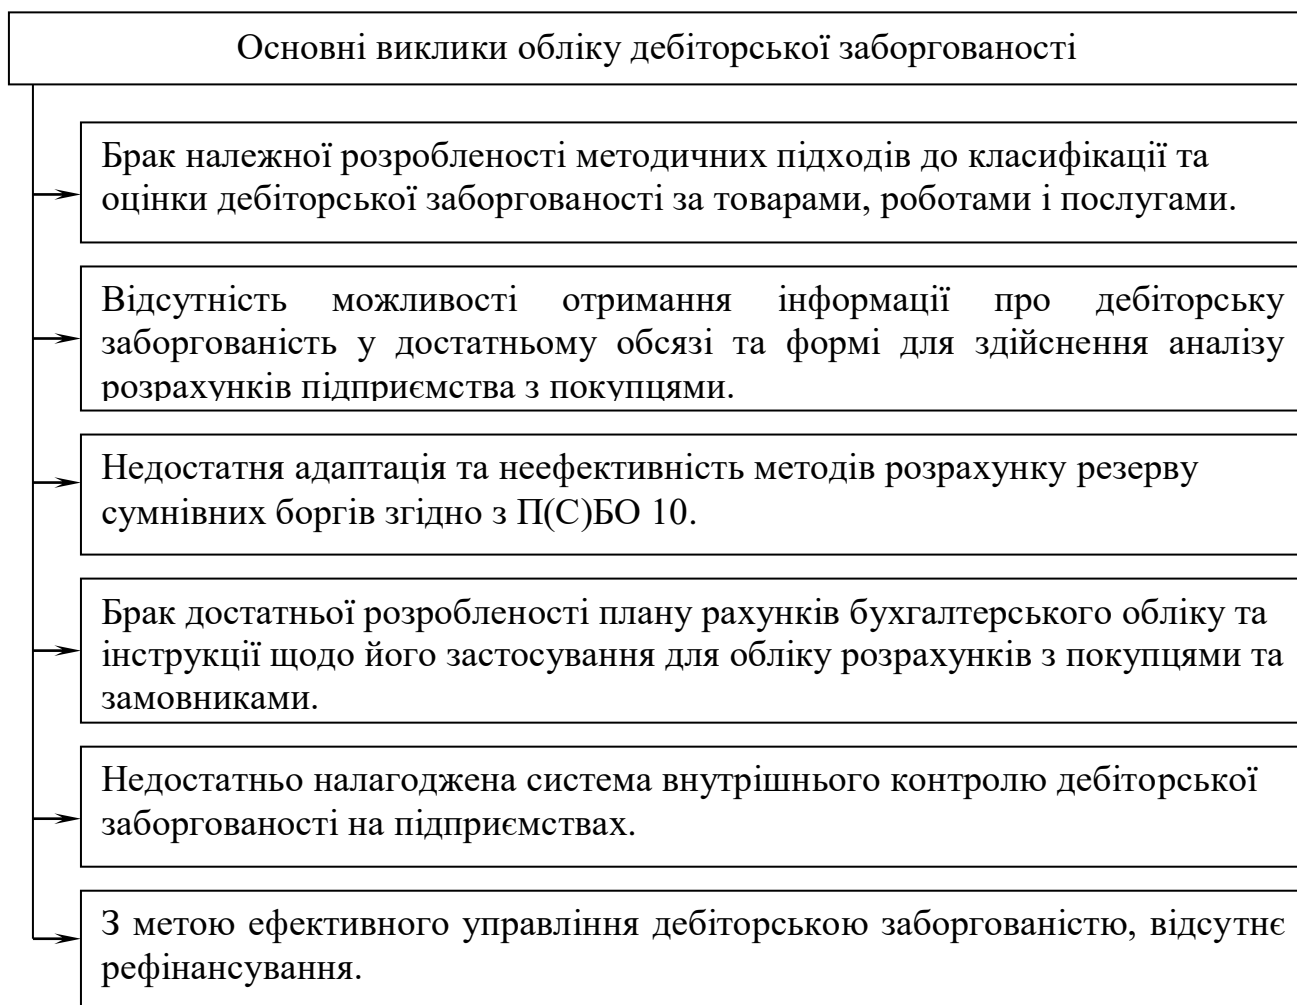 Основні виклики обліку дебіторської заборгованості
Брак належної розробленості методичних підходів до класифікації та
оцінки дебіторської заборгованості за товарами, роботами і послугами.
Відсутність можливості отримання інформації про дебіторську
заборгованість у достатньому обсязі та формі для здійснення аналізу
розрахунків підприємства з покупцями.
Недостатня адаптація та неефективність методів розрахунку резерву
сумнівних боргів згідно з П(С)БО 10.
Брак достатньої розробленості плану рахунків бухгалтерського обліку та
інструкції щодо його застосування для обліку розрахунків з покупцями та
замовниками.
Недостатньо налагоджена система внутрішнього контролю дебіторської
заборгованості на підприємствах.
З метою ефективного управління дебіторською заборгованістю, відсутнє
рефінансування.